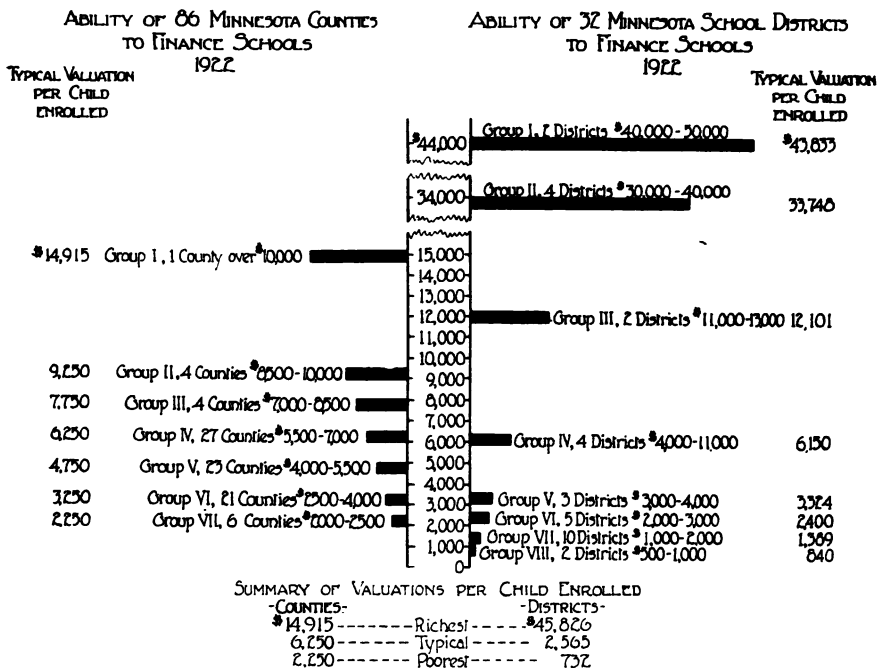 ABILITY OF 86 MINNESOTA COUNTIES
TO FINANCE SCHOOLS
1922
TYPICAL VALUATION
PER CHILD
ENROLLED
ABILITY OF 32 MINNESOTA SCHOOL DISTRICTS
TO FINANCE SCHOOLS
1922
TYPICAL VALUATION
PER CHILD
ENROLLED
$44,000 Group I, 2 Districts $40,000-50,000 $43,833
34,000 Group II, 4 Districts $30,000-40,000 33,748
$14,915 Group I, 1 County over $10,000 15,000
14,000
13,000
12,000 Group III, 2 Districts $11,000-13,000 12,101
11,000
10,000
9,250 Group II, 4 Counties $8,500-10,000 9,000
7,750 Group III, 4 Counties $7,000-8,500 8,000
7,000
6,250 Group IV, 27 Counties $5,500-7,000 6,000 Group IV, 4 Districts $4,000-11,000 6,150
4,750 Group V, 23 Counties $4,000-5,500 5,000
4,000
3,250 Group VI, 21 Counties $2500-4,000 3,000 Group V, 3 Districts $3,000-4,000 3,324
2,250 Group VII, 6 Counties $2000-2500 2,000 Group VI, 5 Districts $2,000-3,000 2,400
Group VII, 10 Districts $1,000-2,000 1,389
1,000 Group VIII, 2 Districts $500-1,000 840
0
SUMMARY OF VALUATIONS PER CHILD ENROLLED
-COUNTIES- -DISTRICTS-
$14,915 -------- Richest ------ $45,826
6,250 ------ Typical ----- 2,565
2,250 ------ Poorest ---- 732